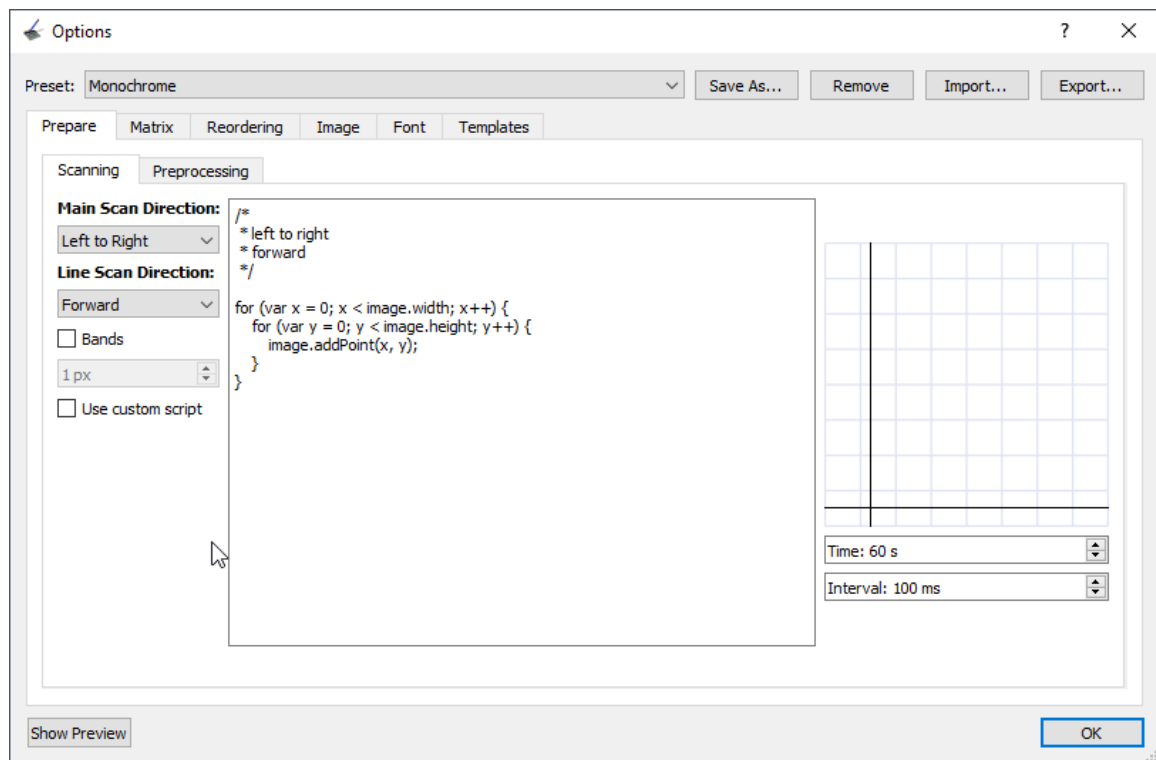 Options
?
Preset: Monochrome Save As... Remove Import... Export...
Prepare Matrix Reordering Image Font Templates
Scanning Preprocessing
Main Scan Direction:
Left to Right
Line Scan Direction:
Forward
Bands
1 px
Use custom script
/*
* left to right
* forward
*/
for (var x = 0; x < image.width; x++) {
for (var y = 0; y < image.height; y++) {
image.addPoint(x, y);
}
}
Time: 60 s
Interval: 100 ms
Show Preview OK